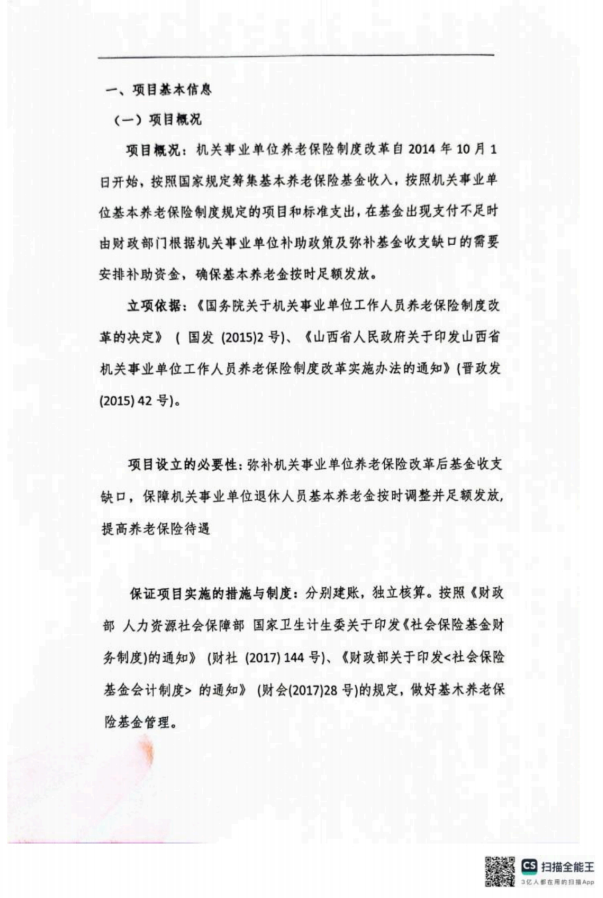 一、项目基本信息
（一）项目概况
项目概况：机关事业单位养老保险制度改革自 2014 年 10 月 1
日开始，按照国家规定筹集基本养老保险基金收入，按照机关事业单
位基本养老保险制度规定的项目和标准支出，在基金出现支付不足时
由财政部门根据机关事业单位补助政策及弥补基金收支缺口的需要
安排补助资金，确保基本养老金按时足额发放。
立项依据：《国务院关于机关事业单位工作人员养老保险制度改
革的决定》 ( 国发 (2015)2 号)、《山西省人民政府关于印发山西省
机关事业单位工作人员养老保险制度改革实施办法的通知》(晋政发
(2015) 42 号)。
项目设立的必要性：弥补机关事业单位养老保险改革后基金收支
缺口，保障机关事业单位退休人员基本养老金按时调整并足额发放,
提高养老保险待遇
保证项目实施的措施与制度：分别建账，独立核算。按照《财政
部 人力资源社会保障部 国家卫生计生委关于印发《社会保险基金财
务制度)的通知》 (财社 (2017) 144 号)、《财政部关于印发<社会保险
基金会计制度> 的通知》 (财会(2017)28 号)的规定，做好基木养老保
险基金管理。
CS 扫描全能王
3亿人都在用的扫描App